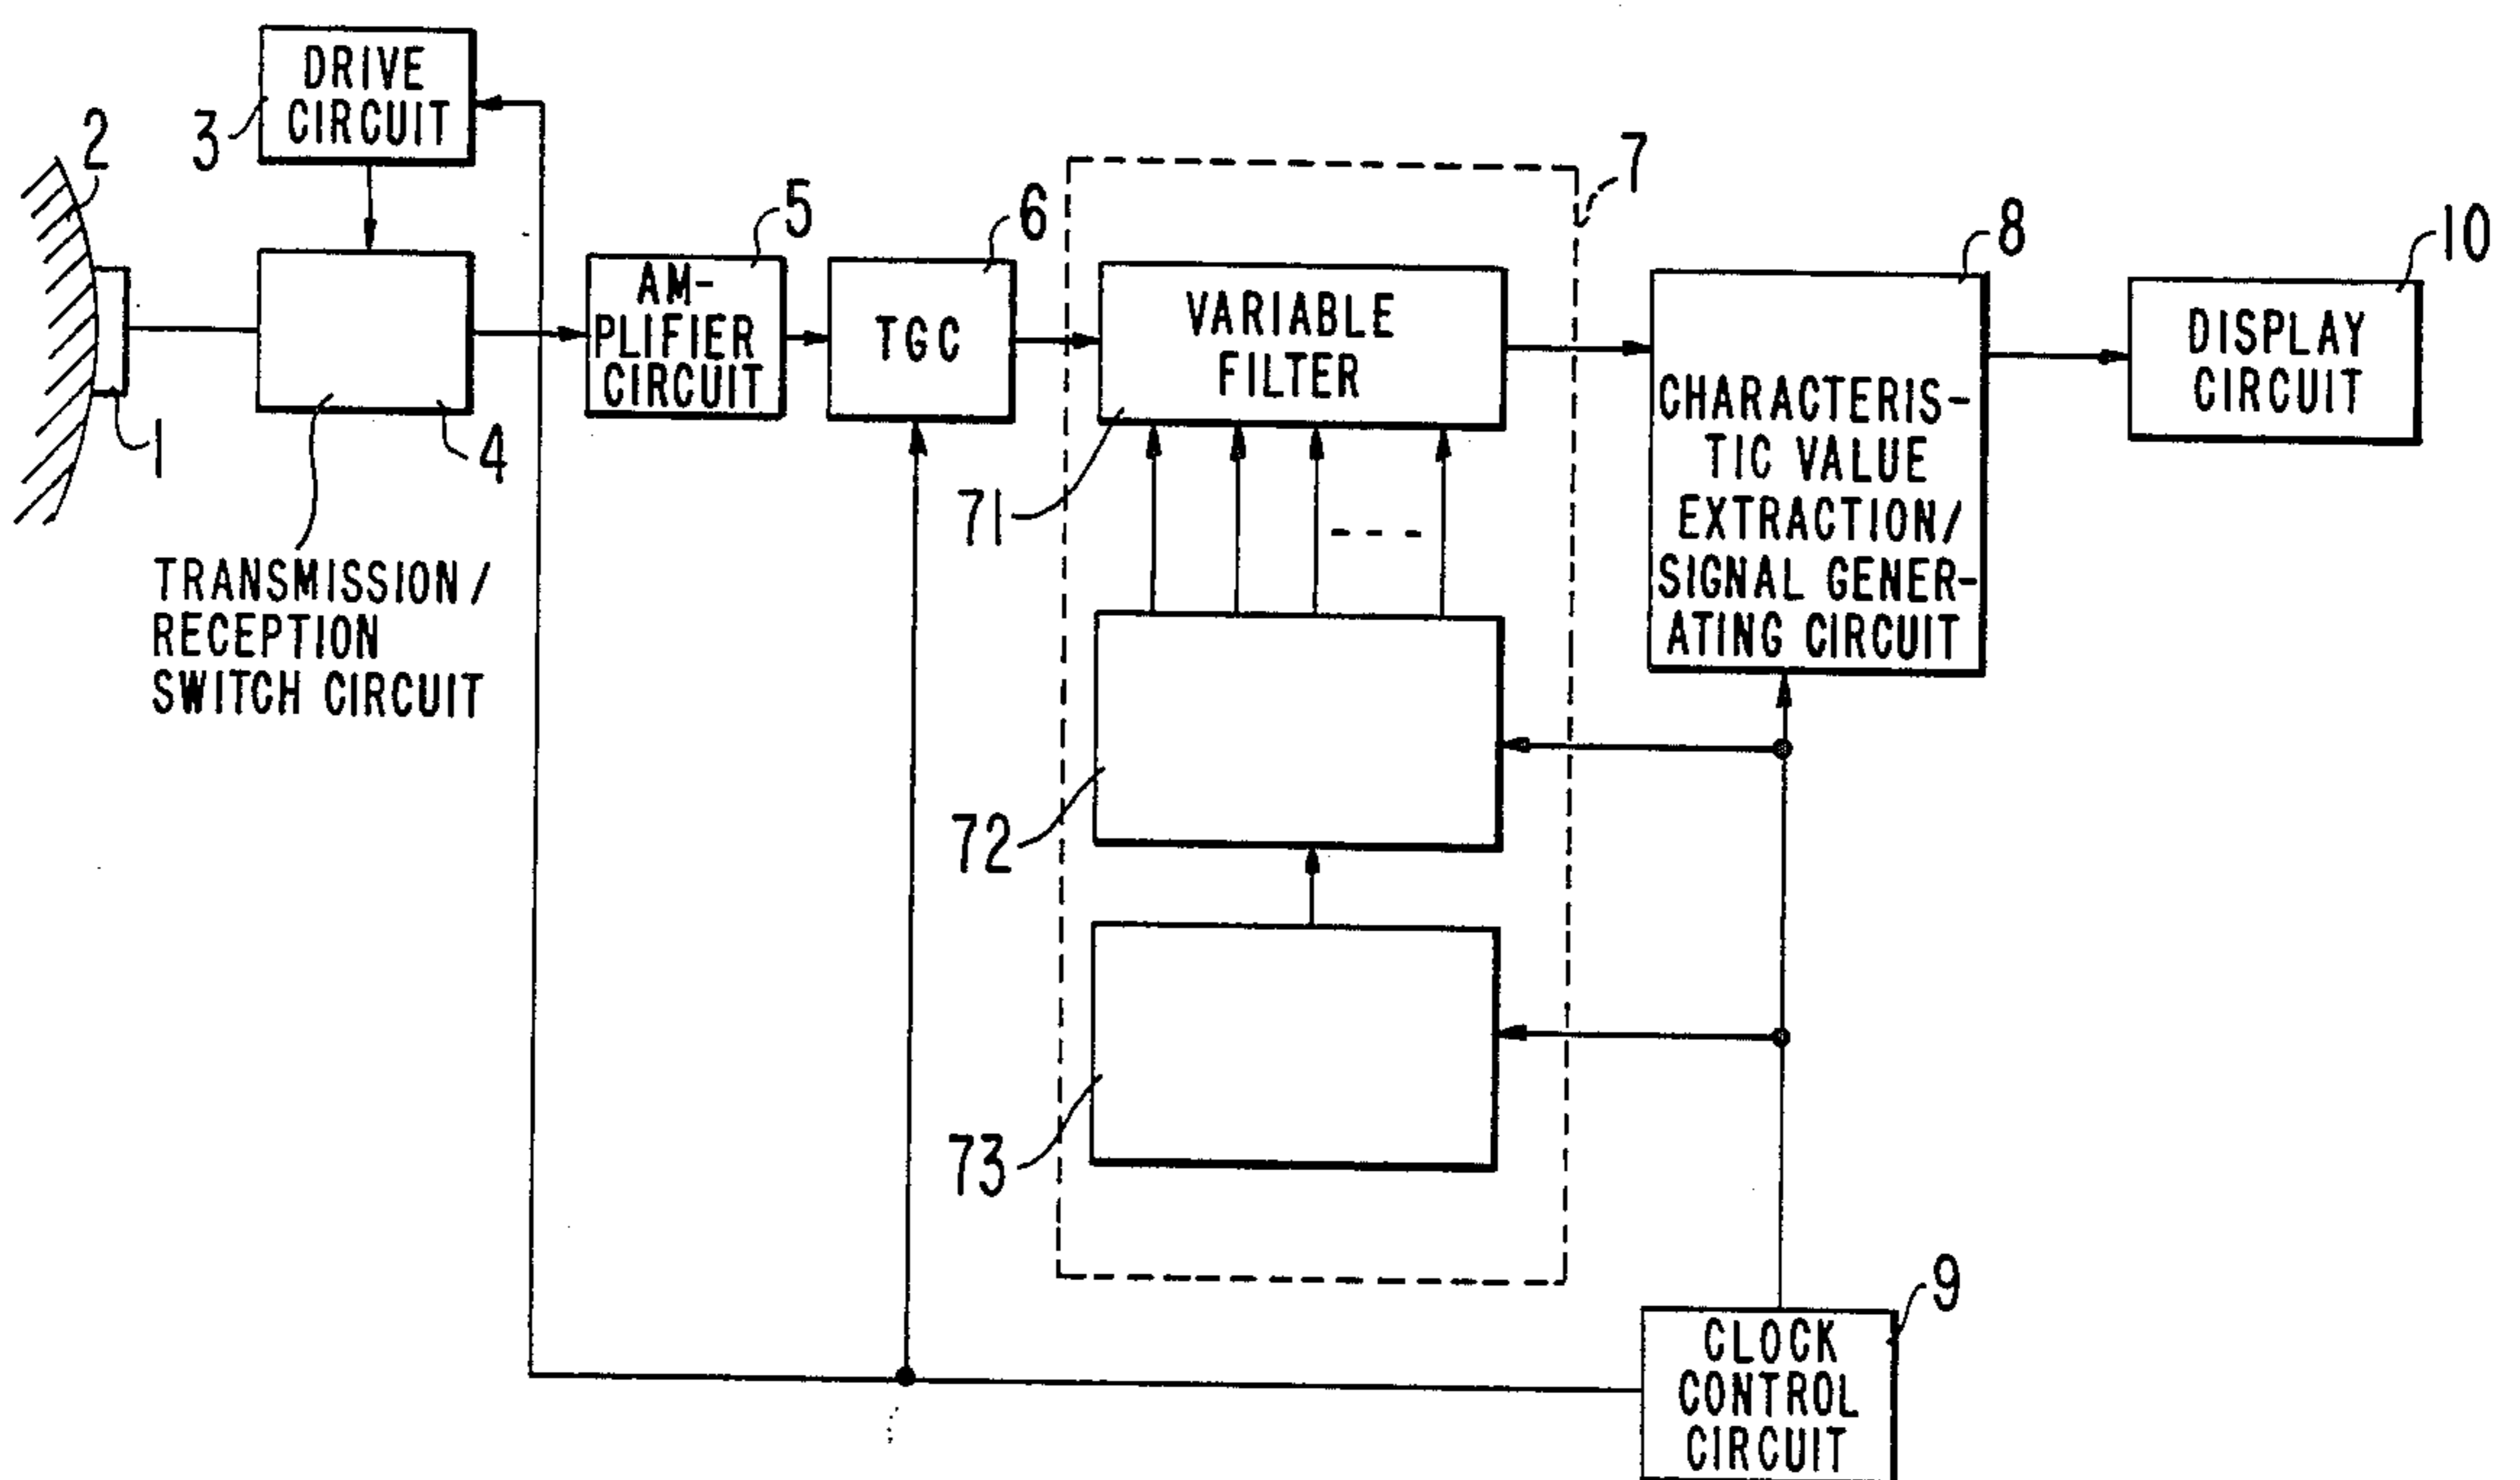 DRIVE
CIRCUIT
3
2
1
4
TRANSMISSION/
RECEPTION
SWITCH CIRCUIT
5
AM-
PLIFIER
CIRCUIT
6
TGC
7
VARIABLE
FILTER
71
- - -
72
73
8
CHARACTERIS-
TIC VALUE
EXTRACTION/
SIGNAL GENER-
ATING CIRCUIT
10
DISPLAY
CIRCUIT
9
CLOCK
CONTROL
CIRCUIT